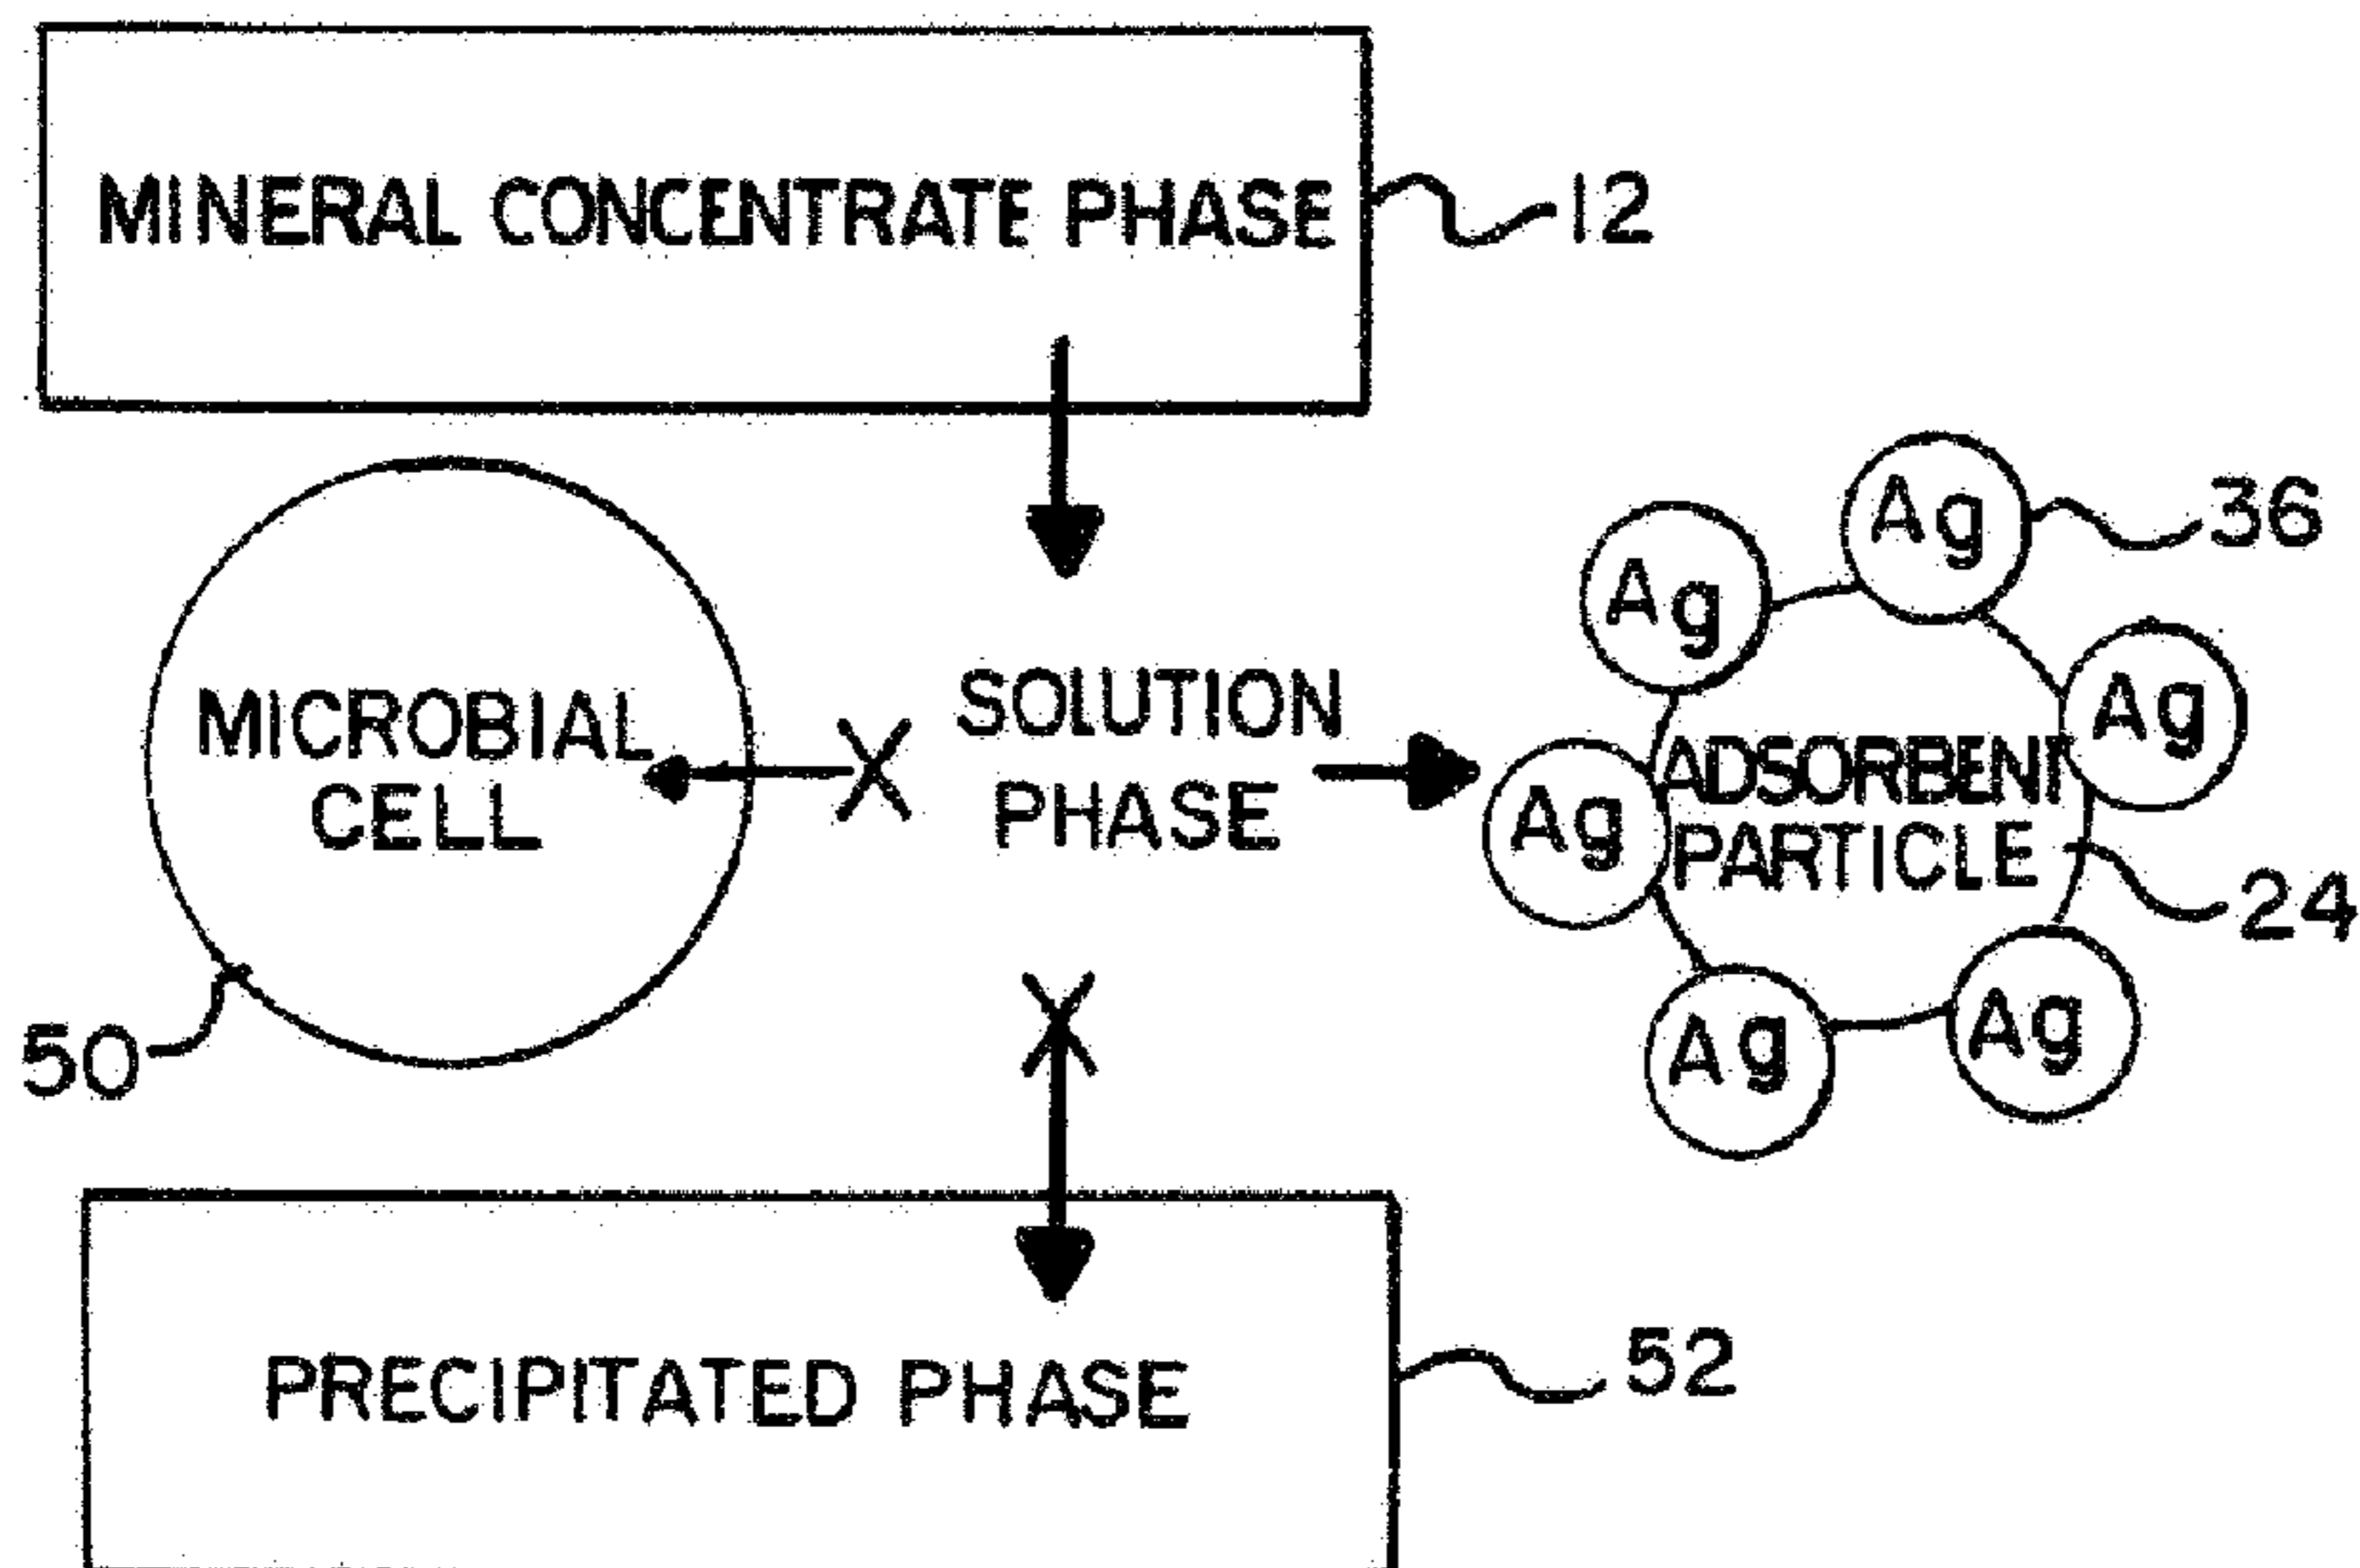 MINERAL CONCENTRATE PHASE
12
Ag
36
Ag
Ag
MICROBIAL
CELL
X
SOLUTION
PHASE
ADSORBENT
PARTICLE
Ag
24
50
X
Ag
Ag
PRECIPITATED PHASE
52